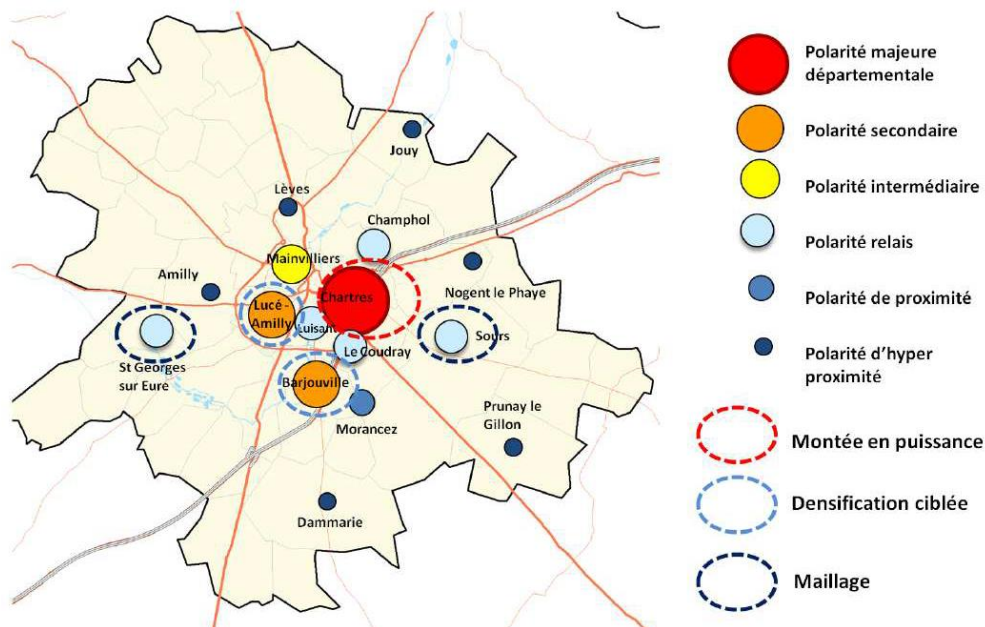 Jouy
Lèves
Champhol
Mainvilliers
Amilly
Chartres
Nogent le Phaye
Lucé -
Amilly
Luisant
Sours
Le Coudray
St Georges
sur Eure
Barjouville
Morancez
Prunay le
Gillon
Dammarie
Polarité majeure
départementale
Polarité secondaire
Polarité intermédiaire
Polarité relais
Polarité de proximité
Polarité d'hyper
proximité
Montée en puissance
Densification ciblée
Maillage